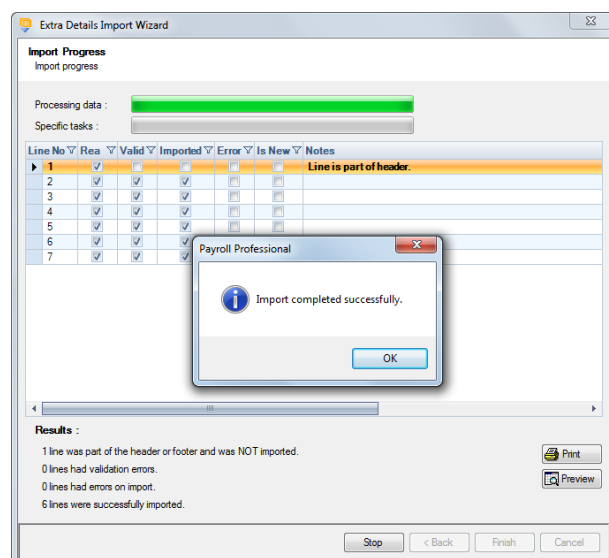 Extra Details Import Wizard
Import Progress
Import progress
Processing data :
Specific tasks :
Line No Rea Valid Imported Error Is New Notes
1 Line is part of header.
2
3
4
5
6
7
Payroll Professional
Import completed successfully.
OK
Results :
1 line was part of the header or footer and was NOT imported.
0 lines had validation errors.
0 lines had errors on import.
6 lines were successfully imported.
Print
Preview
Stop
< Back
Finish
Cancel